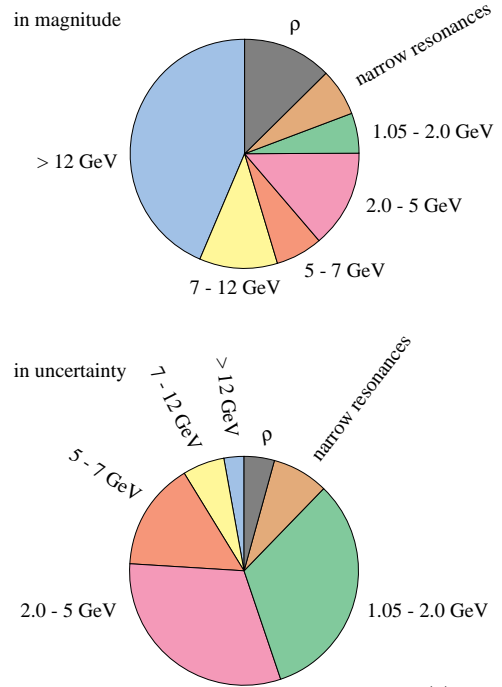 in magnitude
ρ
narrow resonances
1.05 - 2.0 GeV
> 12 GeV
2.0 - 5 GeV
5 - 7 GeV
7 - 12 GeV
in uncertainty
> 12 GeV
7 - 12 GeV
ρ
narrow resonances
5 - 7 GeV
2.0 - 5 GeV
1.05 - 2.0 GeV